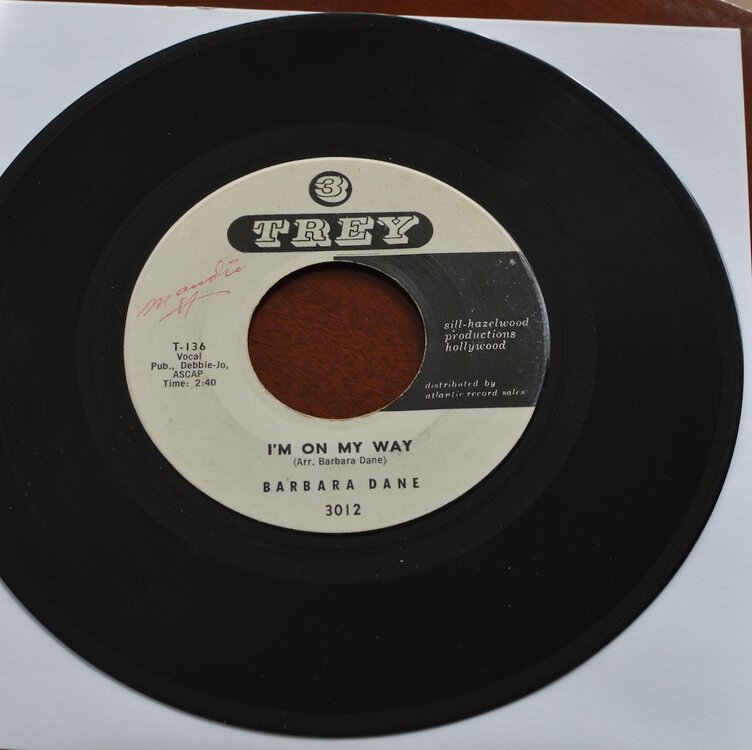 3
TREY
Maudie
T-136
Vocal
Pub., Debbie-Jo,
ASCAP
Time: 2:40
sill-hazelwood
productions
hollywood
distributed by
atlantic record sales
I'M ON MY WAY
(Arr. Barbara Dane)
BARBARA DANE
3012